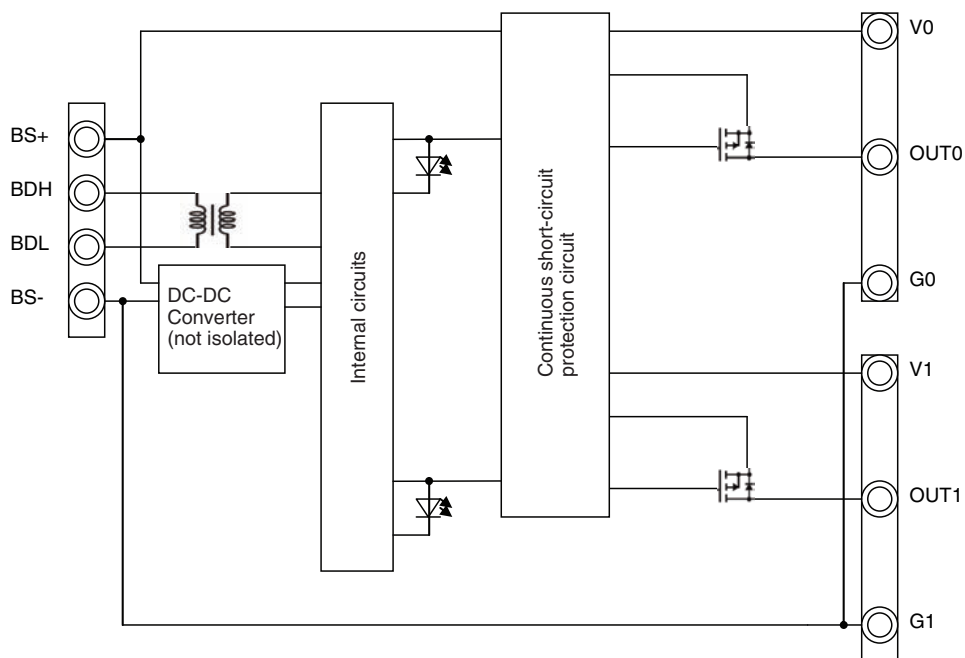 V0
BS+
OUT0
BDH
BDL
G0
BS-
DC-DC
Converter
(not isolated)
Internal circuits
Continuous short-circuit
protection circuit
V1
OUT1
G1